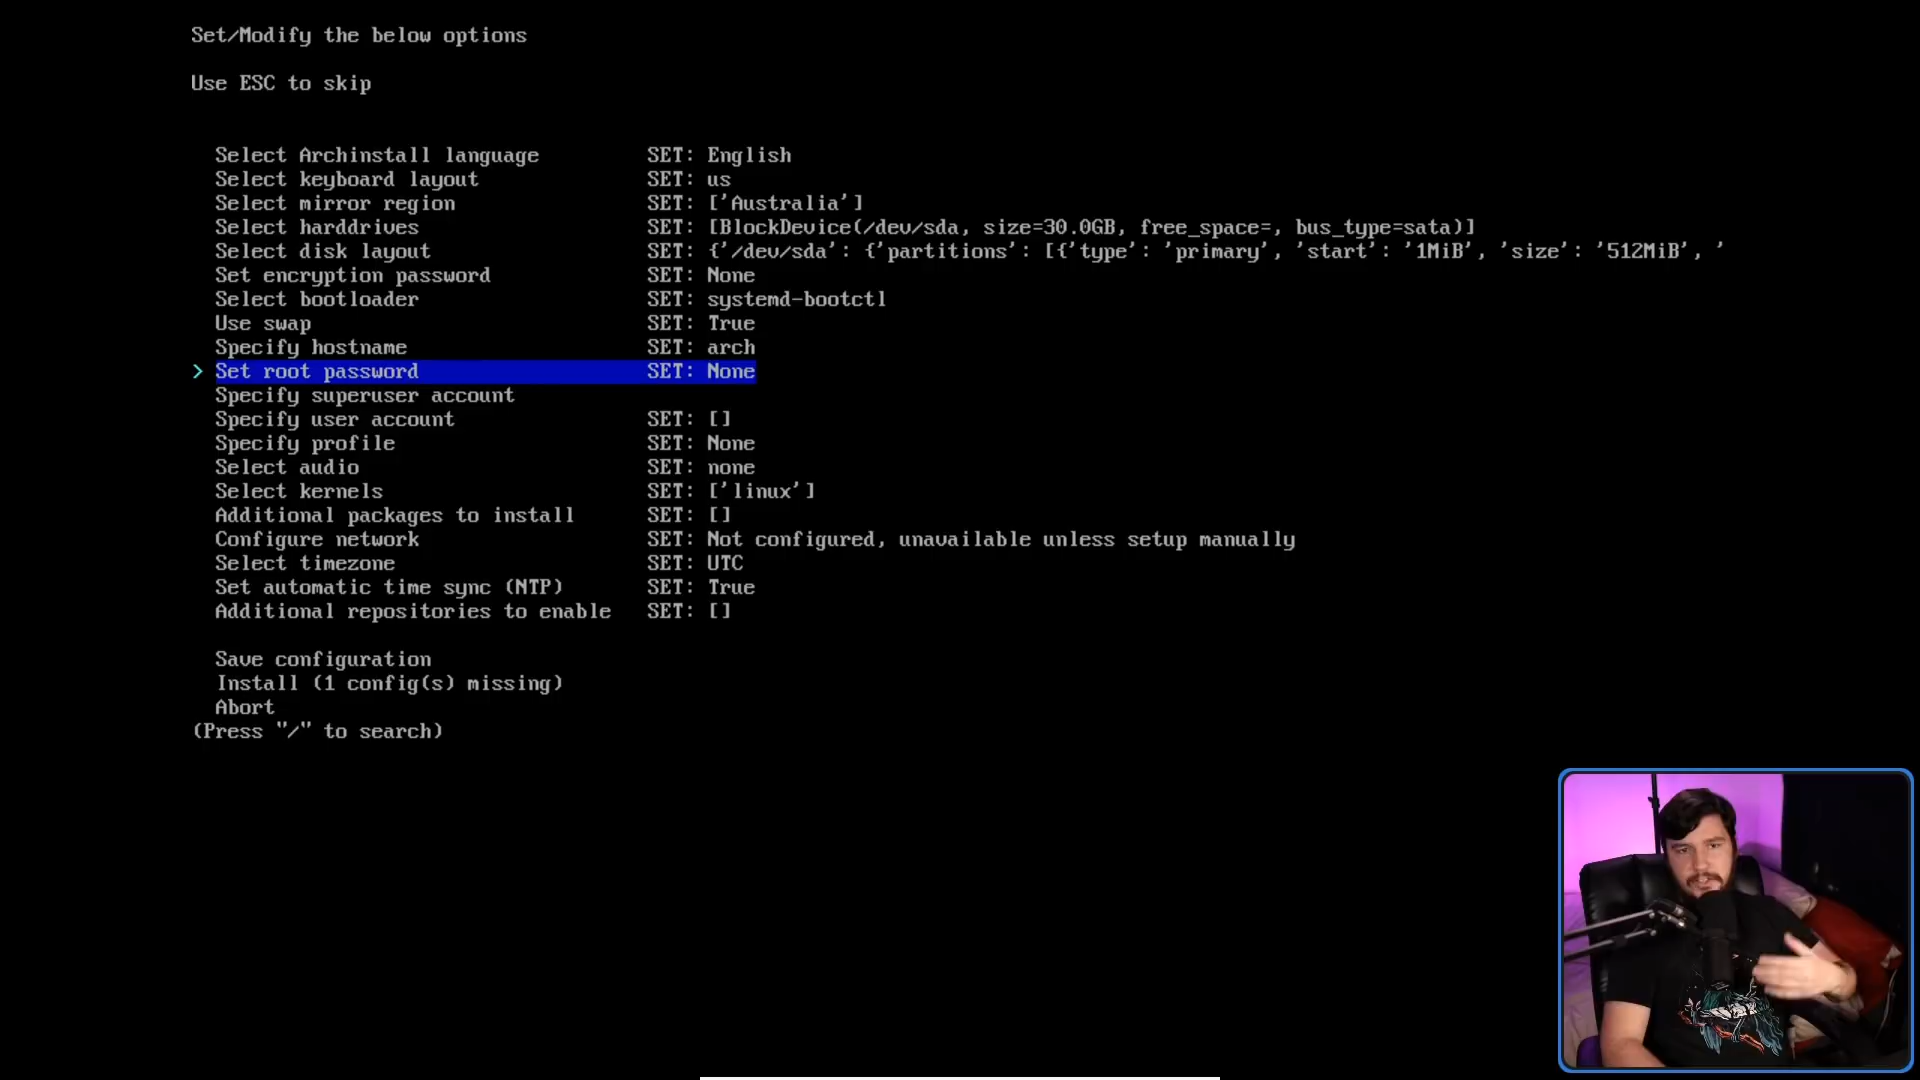 Set/Modify the below options
Use ESC to skip
Select Archinstall language SET: English
Select keyboard layout SET: us
Select mirror region SET: ['Australia']
Select harddrives SET: [BlockDevice(/dev/sda, size=30.0GB, free_space=, bus_type=sata)]
Select disk layout SET: {'/dev/sda': {'partitions': [{'type': 'primary', 'start': '1MiB', 'size': '512MiB', '
Set encryption password SET: None
Select bootloader SET: systemd-bootctl
Use swap SET: True
Specify hostname SET: arch
> Set root password SET: None
Specify superuser account
Specify user account SET: []
Specify profile SET: None
Select audio SET: none
Select kernels SET: ['linux']
Additional packages to install SET: []
Configure network SET: Not configured, unavailable unless setup manually
Select timezone SET: UTC
Set automatic time sync (NTP) SET: True
Additional repositories to enable SET: []
Save configuration
Install (1 config(s) missing)
Abort
(Press "/" to search)